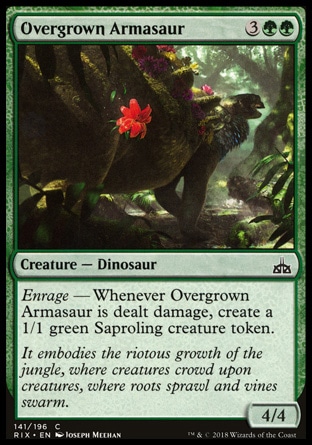 Overgrown Armasaur 3
Creature — Dinosaur
Enrage — Whenever Overgrown
Armasaur is dealt damage, create a
1/1 green Saproling creature token.
It embodies the riotous growth of the
jungle, where creatures crowd upon
creatures, where roots sprawl and vines
swarm.
4/4
141/196 C
RIX • EN Joseph Meehan ™ & © 2018 Wizards of the Coast